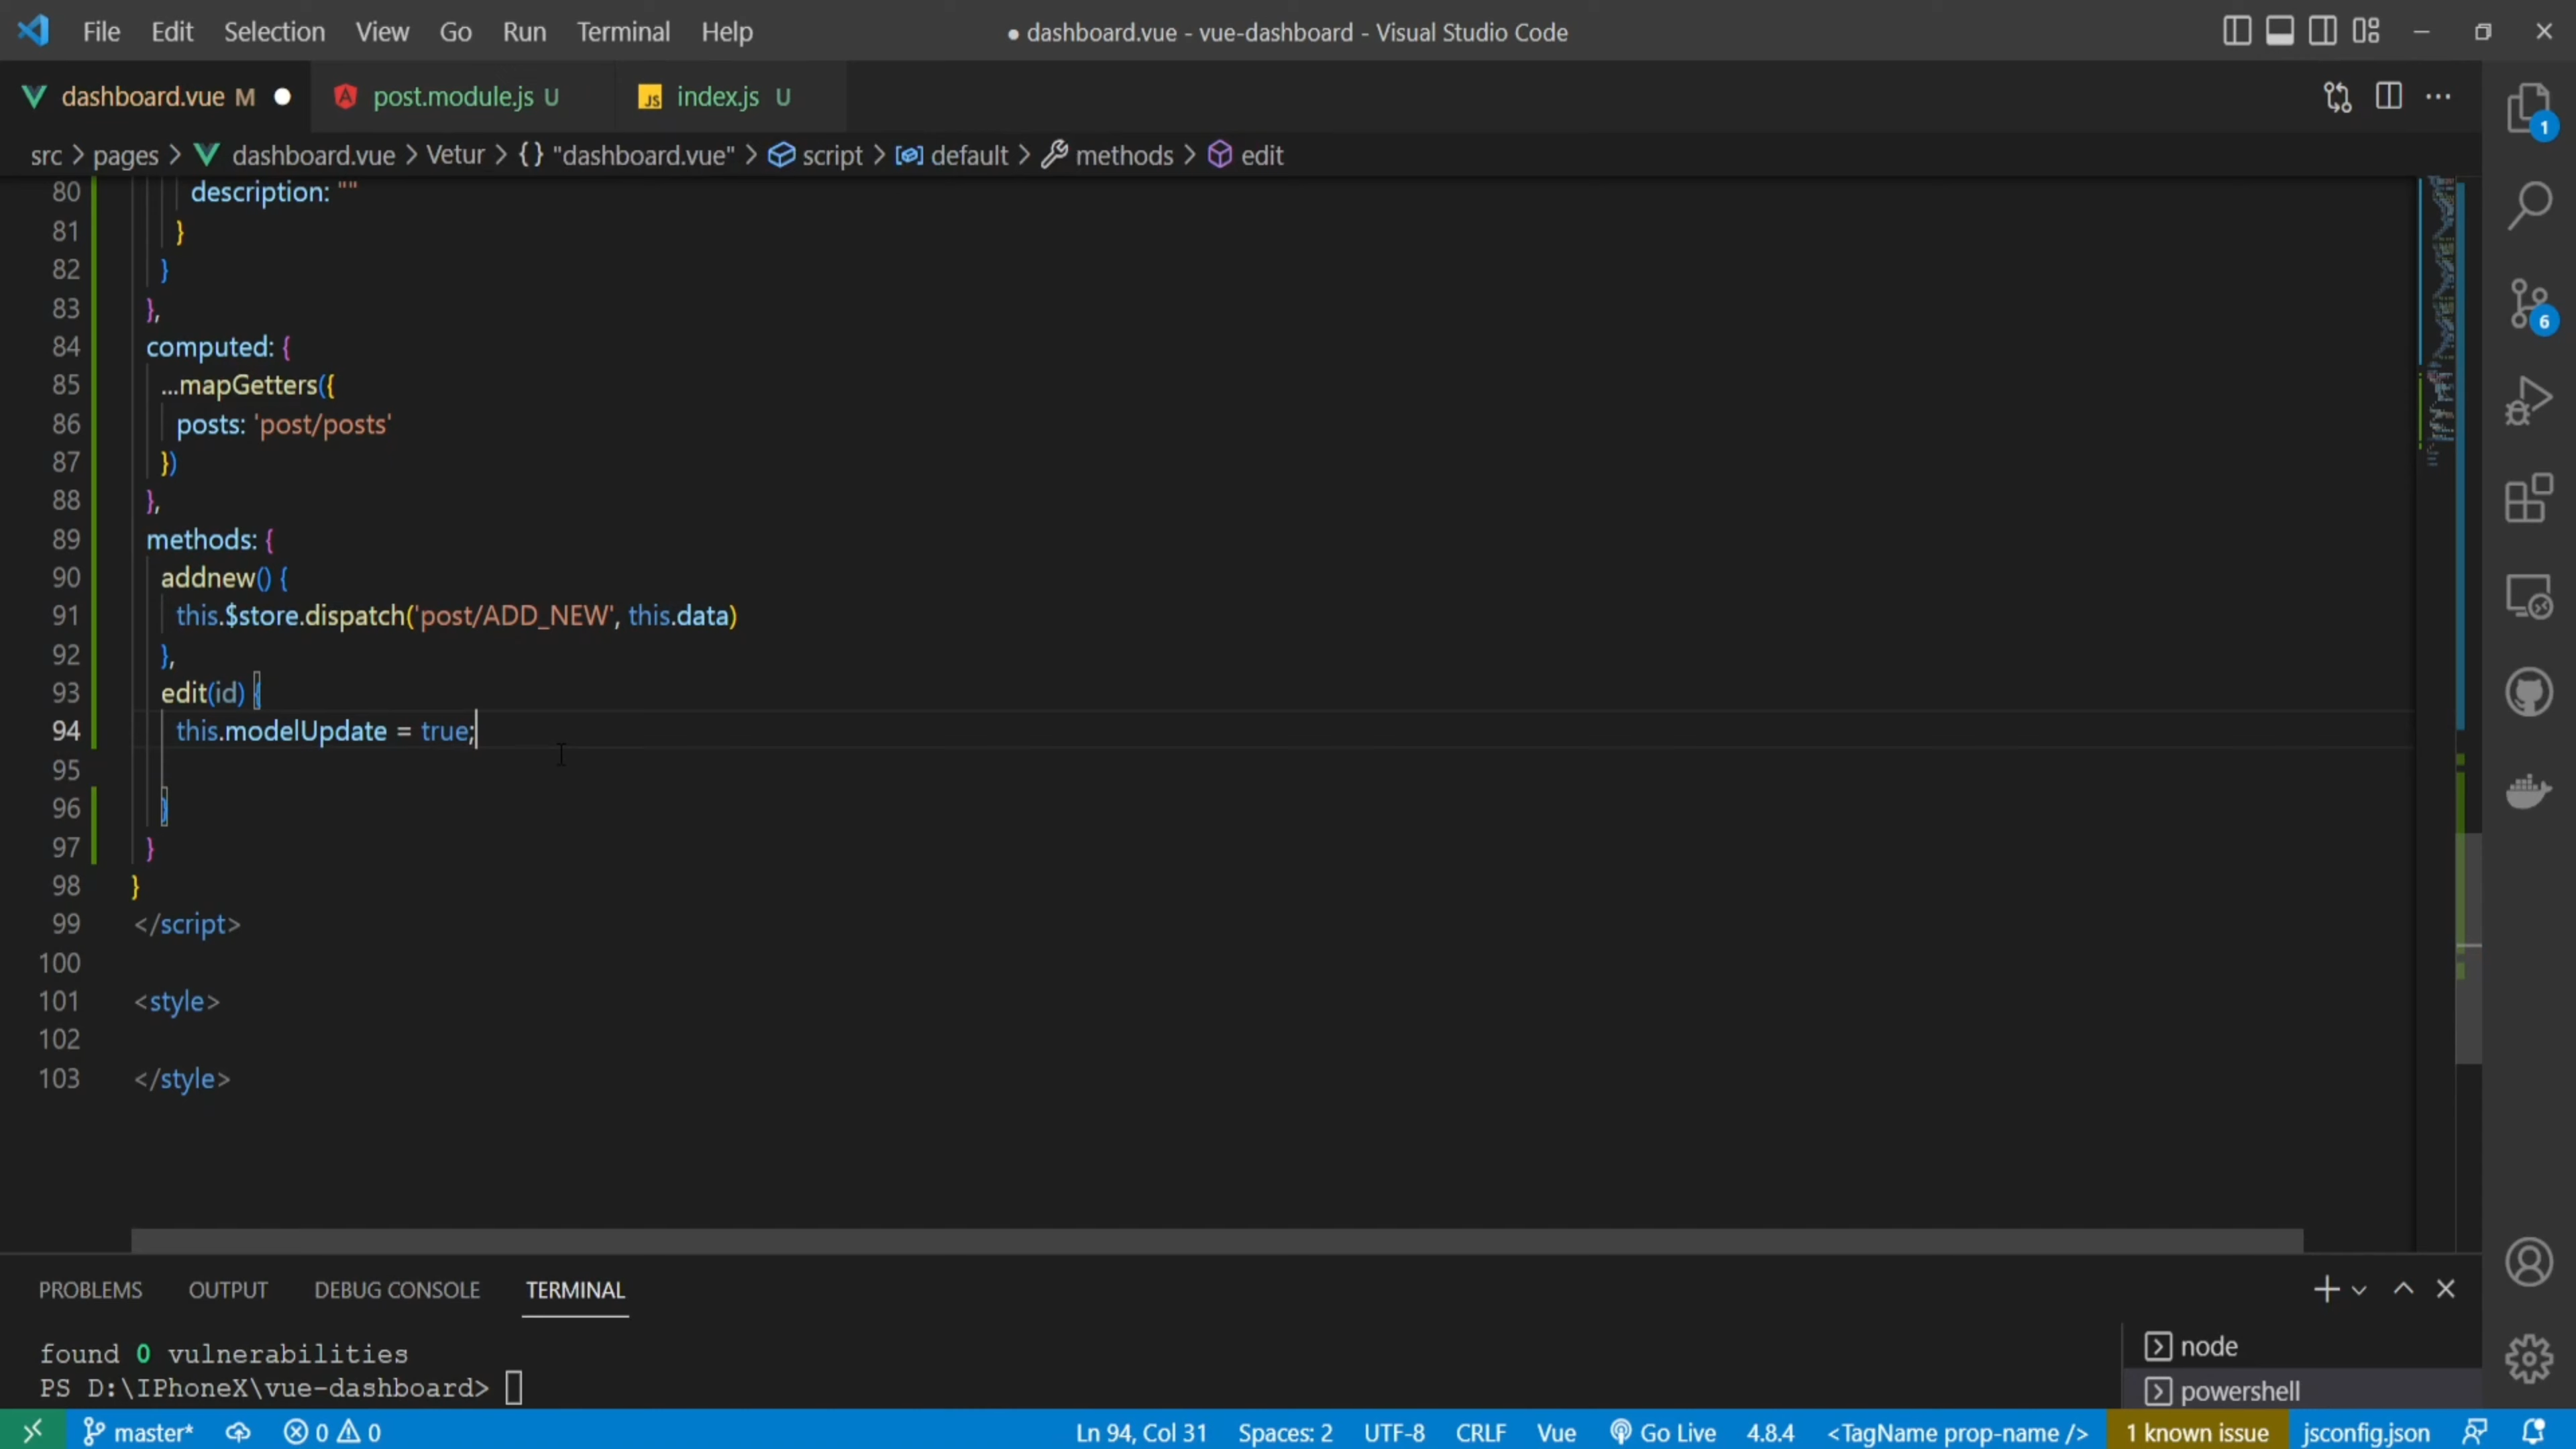 File Edit Selection View Go Run Terminal Help ● dashboard.vue - vue-dashboard - Visual Studio Code
dashboard.vue M post.module.js U JS index.js U
src > pages > dashboard.vue > Vetur > {} "dashboard.vue" > script > default > methods > edit
80 description: ""
81 }
82 }
83 },
84 computed: {
85 ...mapGetters({
86 posts: 'post/posts'
87 })
88 },
89 methods: {
90 addnew() {
91 this.$store.dispatch('post/ADD_NEW', this.data)
92 },
93 edit(id) {
94 this.modelUpdate = true;
95
96 }
97 }
98 }
99 </script>
100
101 <style>
102
103 </style>
1
6
PROBLEMS OUTPUT DEBUG CONSOLE TERMINAL
found 0 vulnerabilities
PS D:\IPhoneX\vue-dashboard>
node
powershell
master* 0 0 Ln 94, Col 31 Spaces: 2 UTF-8 CRLF Vue Go Live 4.8.4 <TagName prop-name /> 1 known issue jsconfig.json